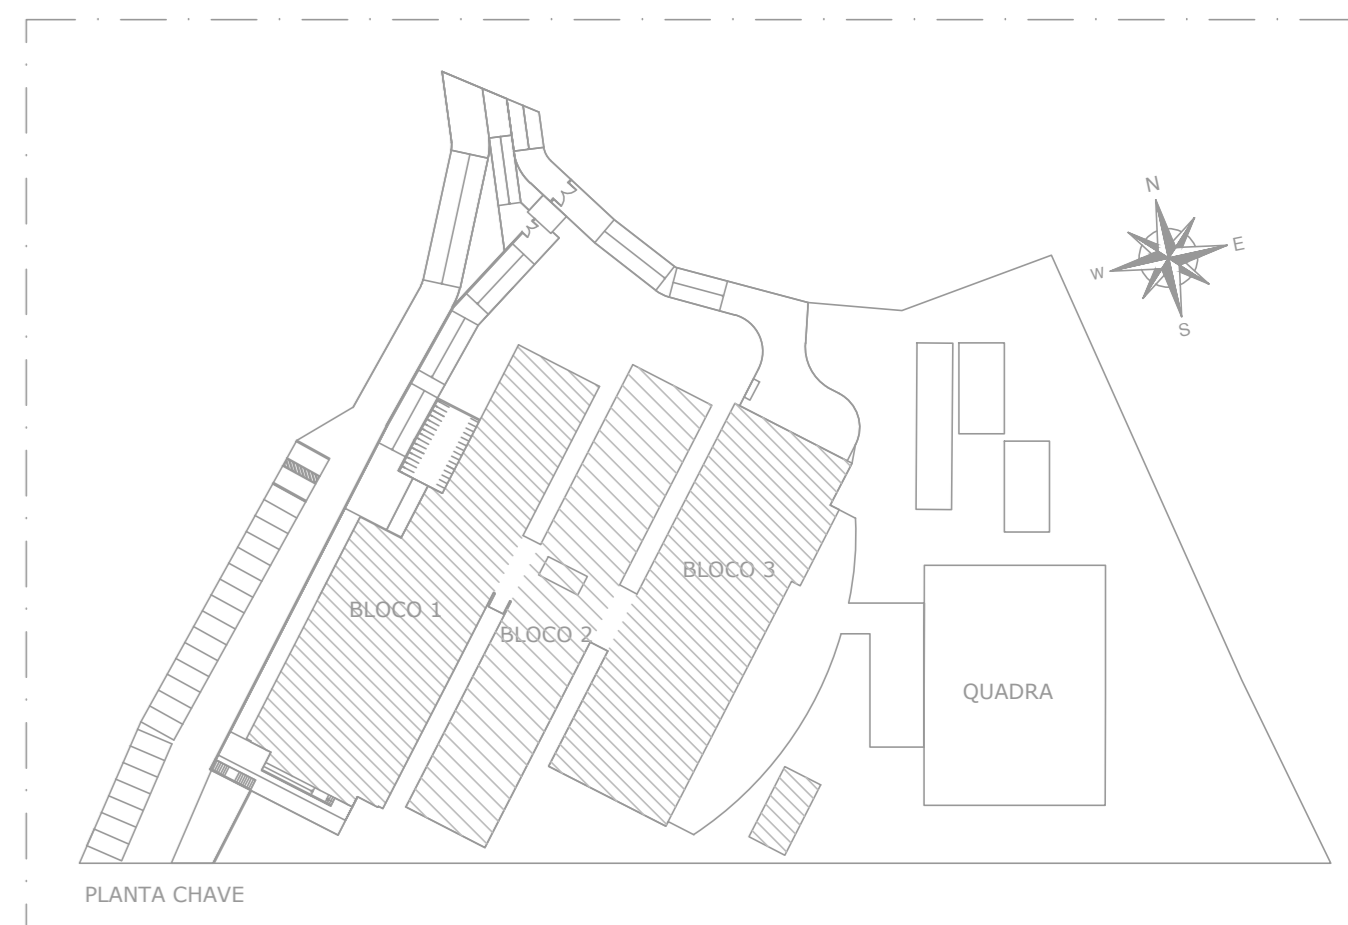 N
E
W
S
BLOCO 3
BLOCO 1
BLOCO 2
QUADRA
PLANTA CHAVE